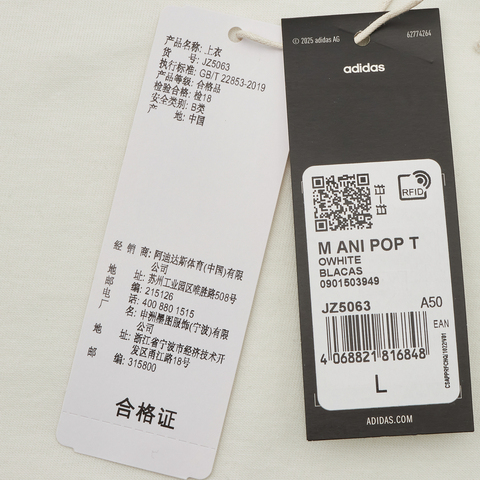 产品名称: 上衣
货 号: JZ5063
执行标准: GB/T 22853-2019
产品等级: 合格品
检验合格: 检18
安全类别: B类
产 地: 中国
经 销 商: 阿迪达斯体育(中国)有限
公司
地 址: 苏州工业园区唯胜路508号
邮 编: 215126
电 话: 400 880 1515
厂 名: 申洲墨图服饰(宁波)有限
公司
地 址: 浙江省宁波市经济技术开
发区甬江路18号
邮 编: 315800
合格证
© 2025 adidas AG
62774264
adidas
RFID
M ANI POP T
OWHITE
BLACAS
0901503949
JZ5063 A50
EAN
4 068821 816848
L
ADIDAS.COM